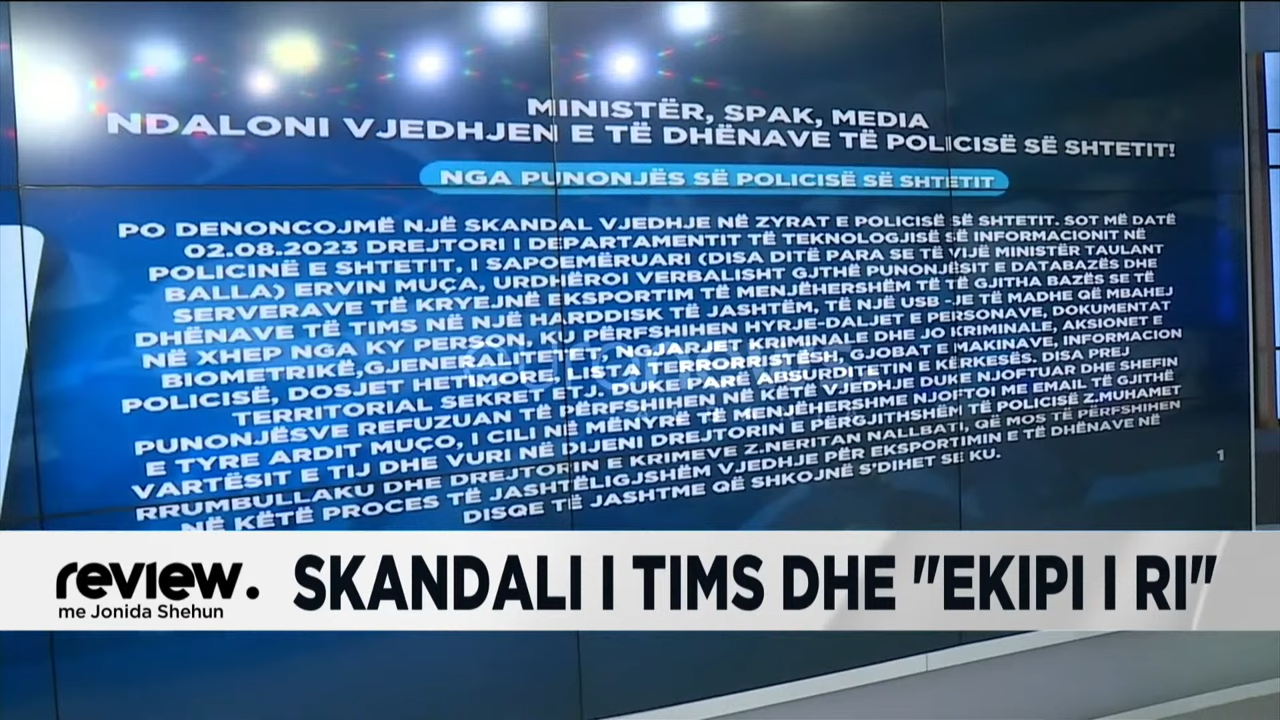 MINISTËR, SPAK, MEDIA
NDALONI VJEDHJEN E TË DHËNAVE TË POLICISË SË SHTETIT!
NGA PUNONJËS SË POLICISË SË SHTETIT
PO DENONCOJMË NJË SKANDAL VJEDHJE NË ZYRAT E POLICISË SË SHTETIT. SOT MË DATË
02.08.2023 DREJTORI I DEPARTAMENTIT TË TEKNOLOGJISË SË INFORMACIONIT NË
POLICINË E SHTETIT, I SAPOEMËRUARI (DISA DITË PARA SE TË VIJË MINISTËR TAULANT
BALLA) ERVIN MUÇA, URDHËROI VERBALISHT GJTHË PUNONJËSIT E DATABAZËS DHE
SERVERAVE TË KRYEJNË EKSPORTIM TË MENJËHERSHËM TË TË GJITHA BAZËS SE TË
DHËNAVE TË TIMS NË NJË HARDDISK TË JASHTËM, TË NJË USB -JE TË MADHE QË MBAHEJ
NË XHEP NGA KY PERSON, KU PËRFSHIHEN HYRJE-DALJET E PERSONAVE, DOKUMENTAT
BIOMETRIKË,GJENERALITETET, NGJARJET KRIMINALE DHE JO KRIMINALE, AKSIONET E
POLICISË, DOSJET HETIMORE, LISTA TERRORRISTËSH, GJOBAT E MAKINAVE, INFORMACION
TERRITORIAL SEKRET ETJ. DUKE PARË ABSURDITETIN E KËRKESËS. DISA PREJ
PUNONJËSVE REFUZUAN TË PËRFSHIHEN NË KËTË VJEDHJE DUKE NJOFTUAR DHE SHEFIN
E TYRE ARDIT MUÇO, I CILI NË MËNYRË TË MENJËHERSHME NJOFTOI ME EMAIL TË GJITHË
VARTËSIT E TIJ DHE VURI NË DIJENI DREJTORIN E PËRGJITHSHËM TË POLICISË Z.MUHAMET
RRUMBULLAKU DHE DREJTORIN E KRIMEVE Z.NERITAN NALLBATI, QË MOS TË PËRFSHIHEN
NË KËTË PROCES TË JASHTËLIGJSHËM VJEDHJE PËR EKSPORTIMIN E TË DHËNAVE NË
DISQE TË JASHTME QË SHKOJNË S'DIHET SE KU.
1
review.
me Jonida Shehun
SKANDALI I TIMS DHE "EKIPI I RI"